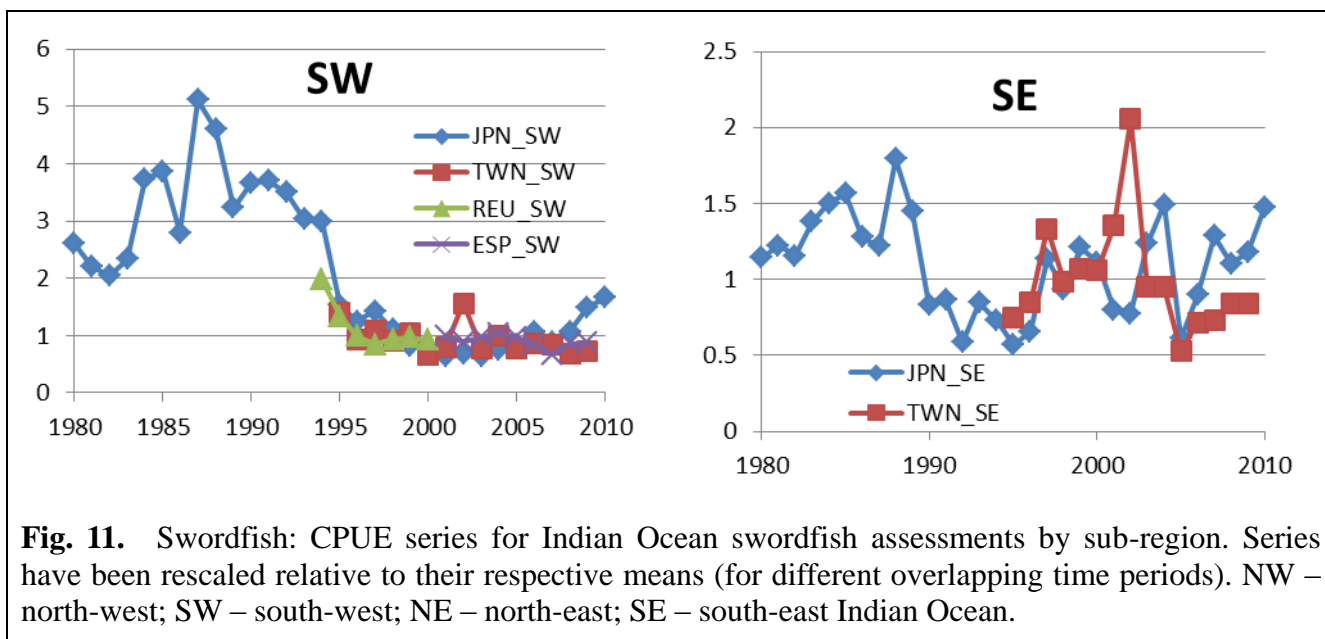 SW
6
5
4
3
2
1
0
1980 1985 1990 1995 2000 2005 2010
JPN_SW
TWN_SW
REU_SW
ESP_SW
SE
2.5
2
1.5
1
0.5
0
1980 1990 2000 2010
JPN_SE
TWN_SE
Fig. 11. Swordfish: CPUE series for Indian Ocean swordfish assessments by sub-region. Series
have been rescaled relative to their respective means (for different overlapping time periods). NW –
north-west; SW – south-west; NE – north-east; SE – south-east Indian Ocean.